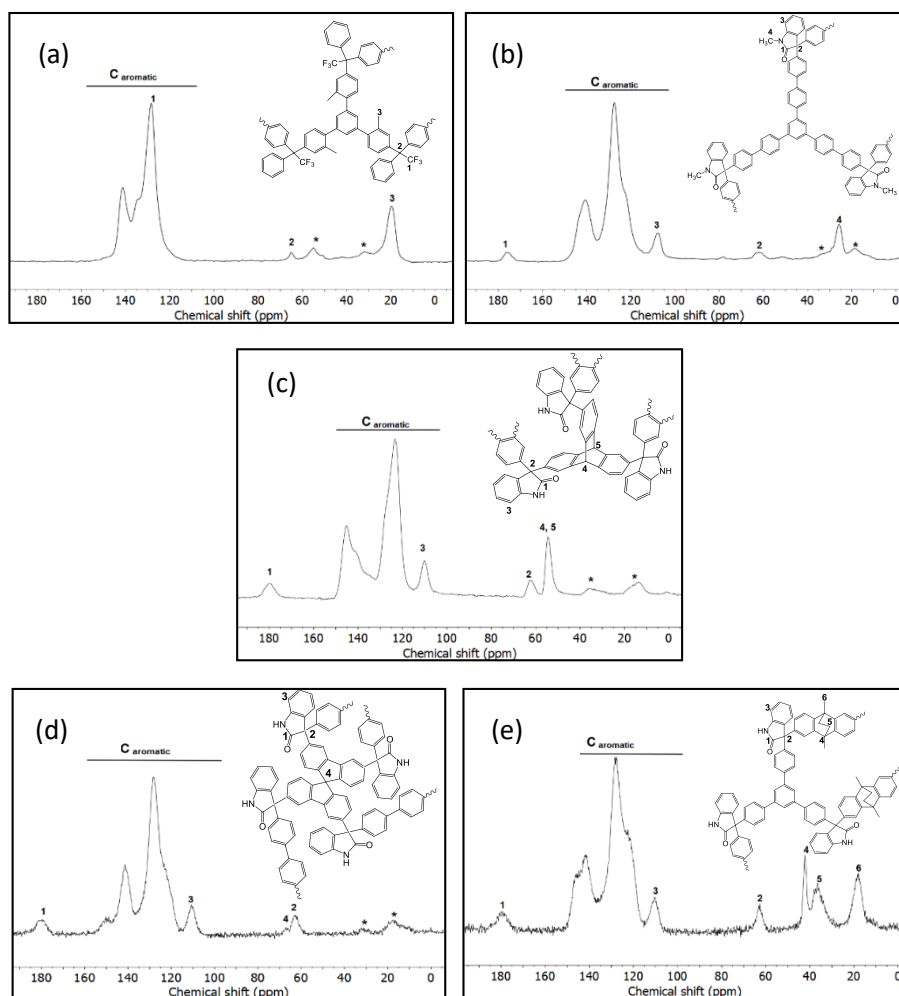 (a)
C aromatic
F3C
CF3
CF3
1
2
3
1
2
3
*
*
180 160 140 120 100 80 60 40 20 0
Chemical shift (ppm)
(b)
C aromatic
3
4
H3C
N
1
O
2
H3C
N
O
O
N
CH3
1
3
2
4
*
*
180 160 140 120 100 80 60 40 20 0
Chemical shift (ppm)
(c)
C aromatic
O
NH
5
4
2
1
O
NH
3
O
NH
1
3
2
4, 5
*
*
180 160 140 120 100 80 60 40 20 0
Chemical shift (ppm)
(d)
C aromatic
3
HN
1
O
2
4
NH
O
HN
O
O
N
H
1
3
4
2
*
*
180 160 140 120 100 80 60 40 20 0
Chemical shift (ppm)
(e)
C aromatic
6
3
HN
1
O
2
5
4
HN
O
O
N
H
1
3
2
4
5
6
180 160 140 120 100 80 60 40 20 0
Chemical shift (ppm)